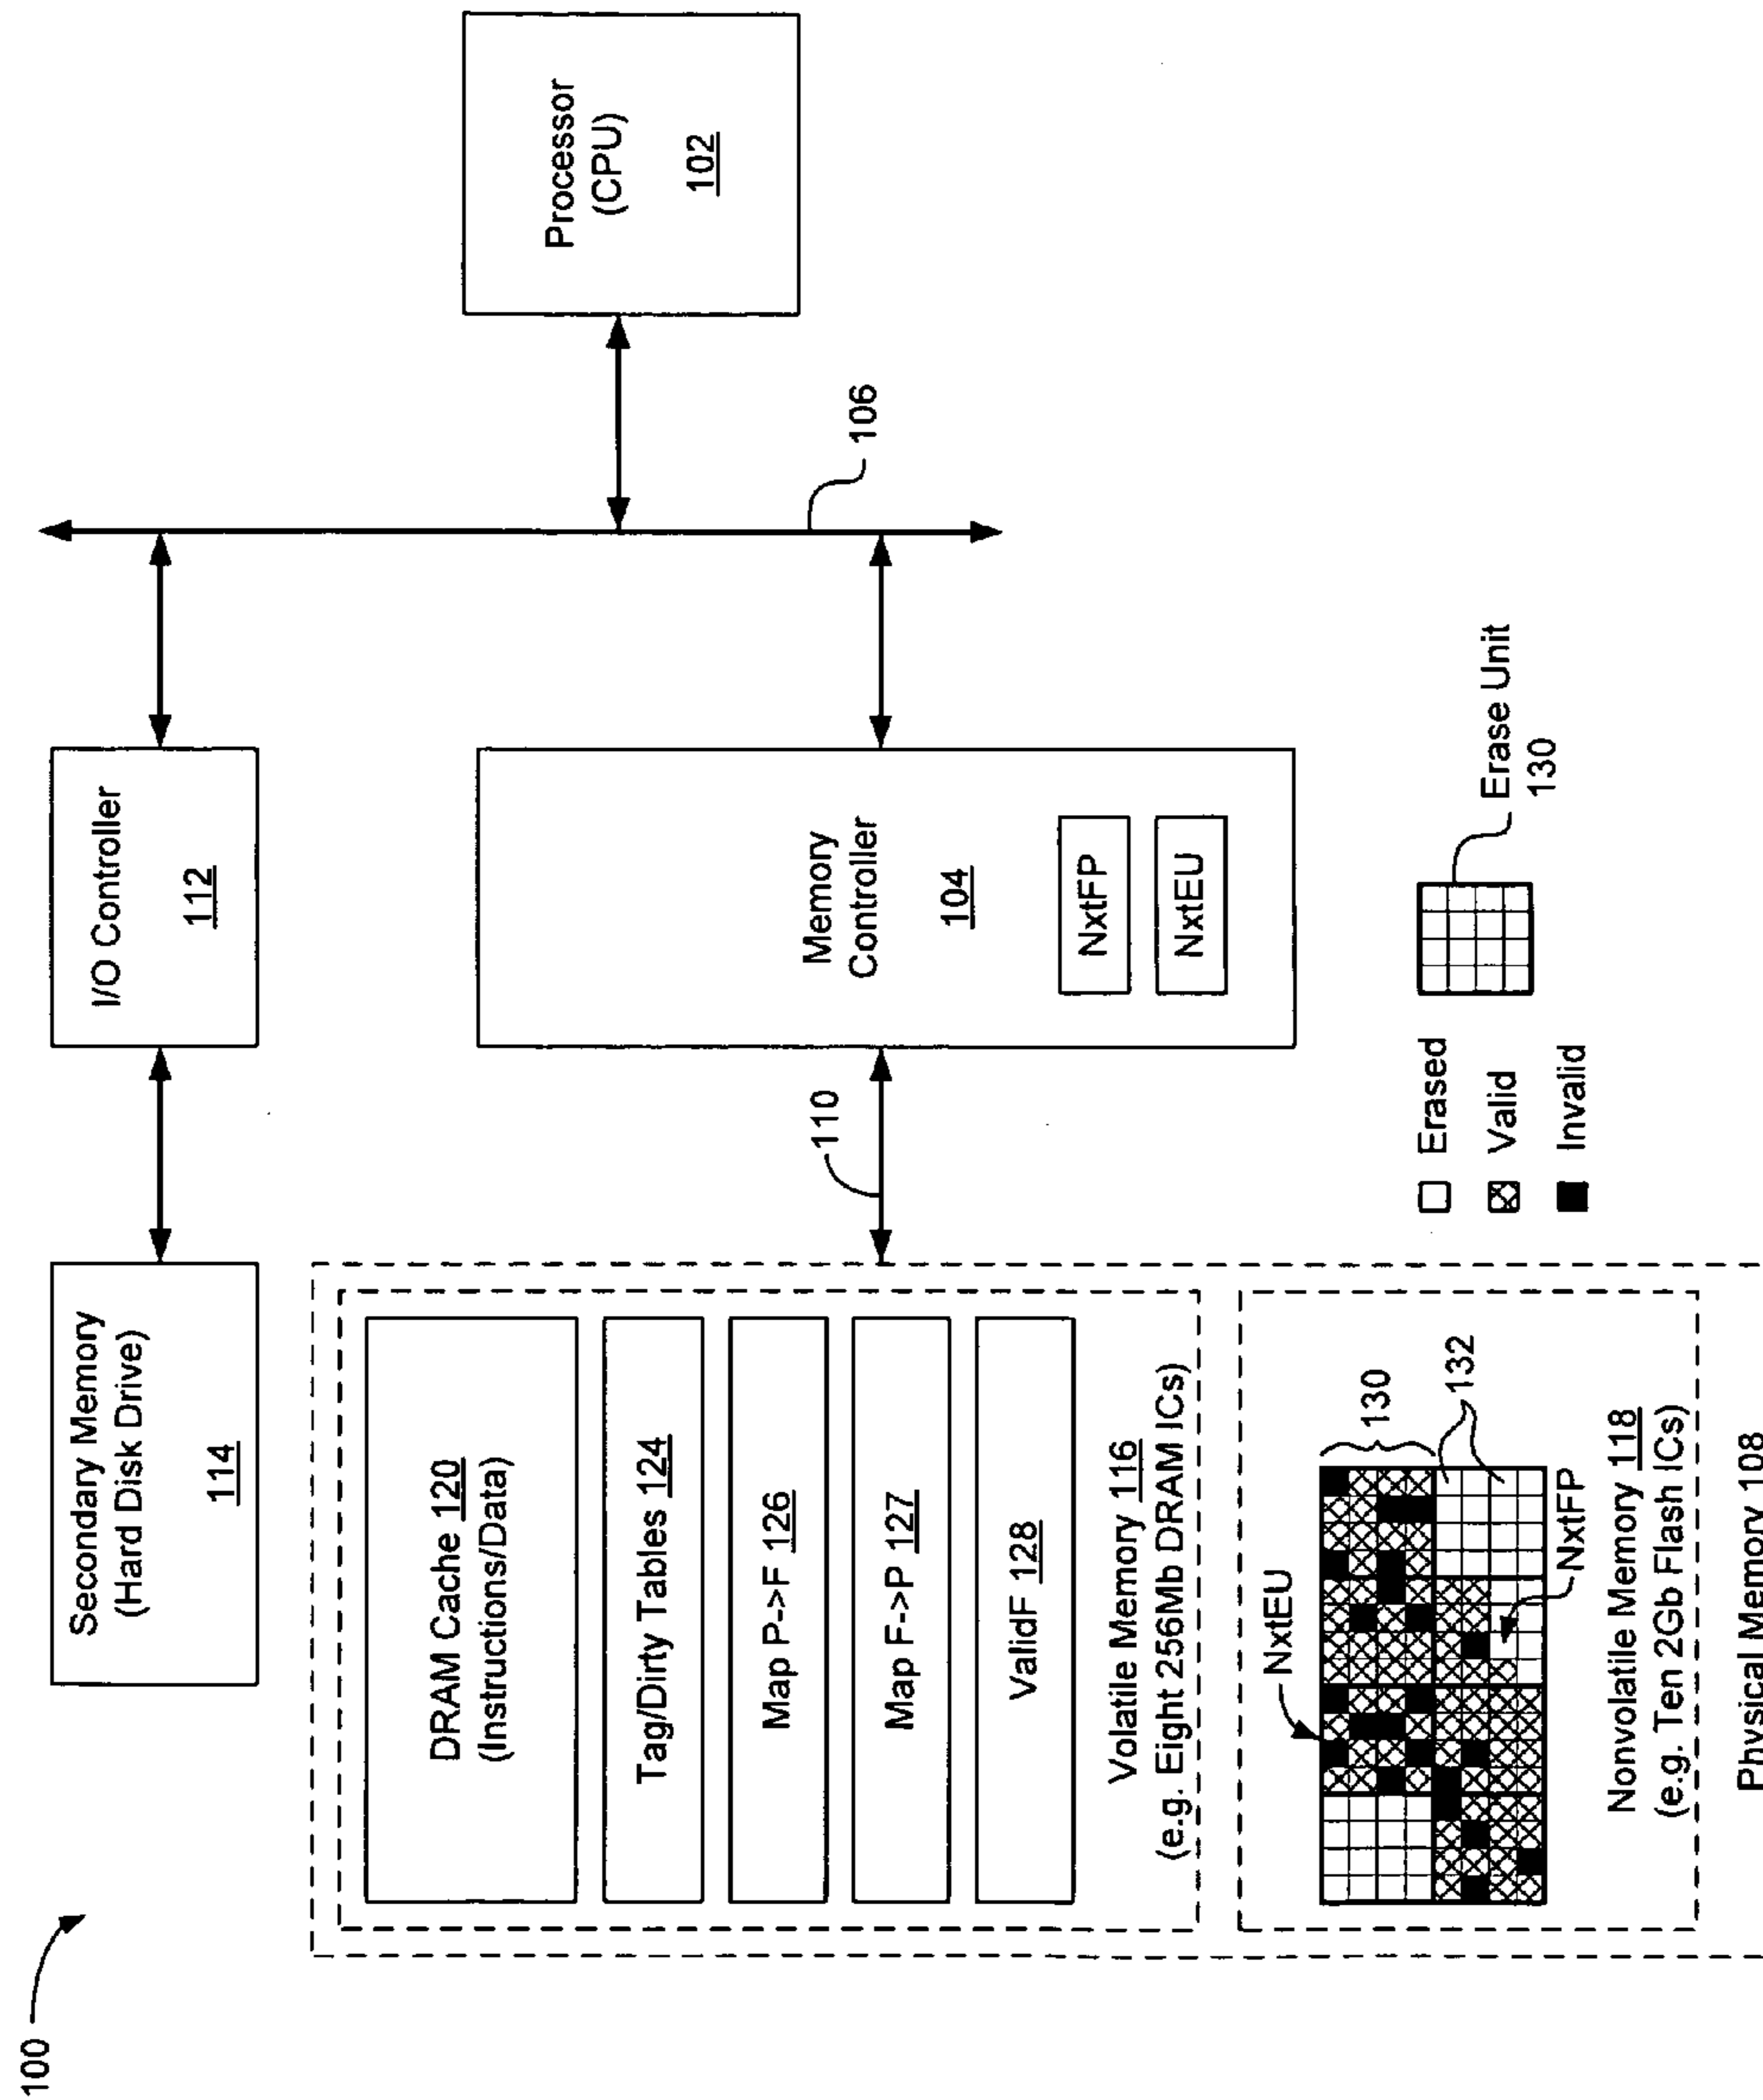 100
Secondary Memory
(Hard Disk Drive)
114
I/O Controller
112
Processor
(CPU)
102
106
DRAM Cache 120
(Instructions/Data)
Tag/Dirty Tables 124
Map P->F 126
Map F->P 127
ValidF 128
Volatile Memory 116
(e.g. Eight 256Mb DRAM ICs)
110
Memory
Controller
104
NxtFP
NxtEU
NxtEU
130
132
NxtFP
Nonvolatile Memory 118
(e.g. Ten 2Gb Flash ICs)
Physical Memory 108
Erased
Valid
Invalid
Erase Unit
130